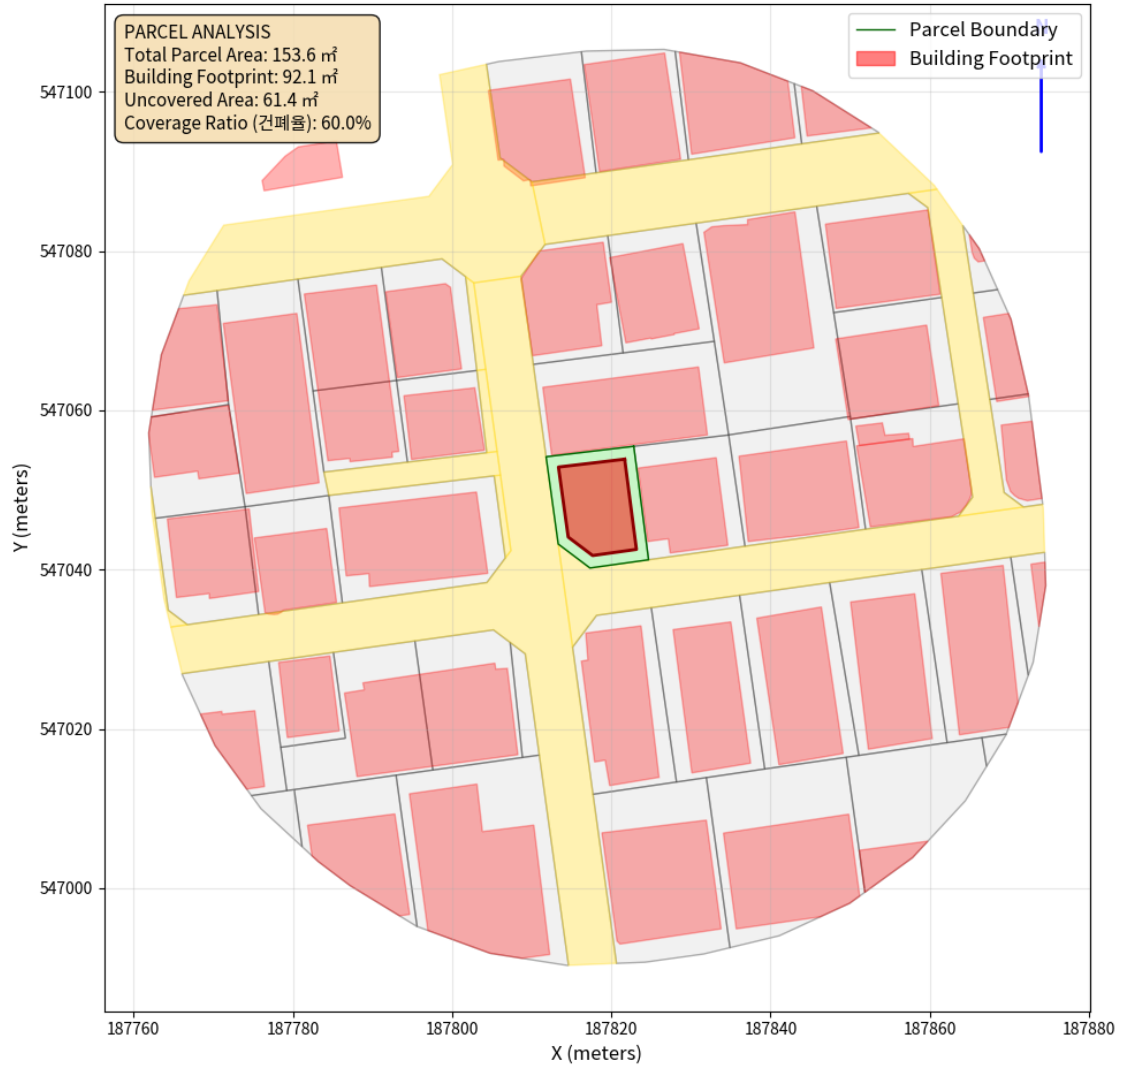 PARCEL ANALYSIS
Total Parcel Area: 153.6 ㎡
Building Footprint: 92.1 ㎡
Uncovered Area: 61.4 ㎡
Coverage Ratio (건폐율): 60.0%
Parcel Boundary
Building Footprint
N
547100
547080
547060
547040
547020
547000
Y (meters)
187760 187780 187800 187820 187840 187860 187880
X (meters)